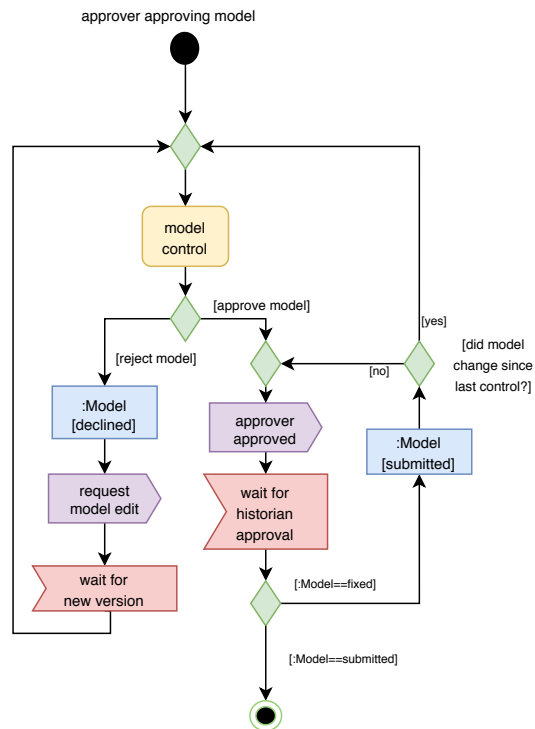 approver approving model
model
control
[approve model]
[reject model]
[yes]
[did model
change since
last control?]
[no]
:Model
[declined]
approver
approved
:Model
[submitted]
request
model edit
wait for
historian
approval
wait for
new version
[:Model==fixed]
[:Model==submitted]